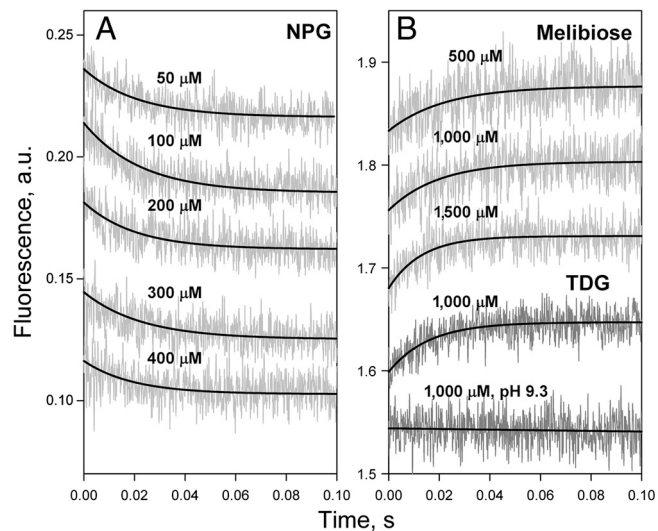 A
NPG
B
Melibiose
0.25
0.20
0.15
0.10
1.9
1.8
1.7
1.6
1.5
50 µM
100 µM
200 µM
300 µM
400 µM
500 µM
1,000 µM
1,500 µM
TDG
1,000 µM
1,000 µM, pH 9.3
Fluorescence, a.u.
0.00 0.02 0.04 0.06 0.08 0.10
0.00 0.02 0.04 0.06 0.08 0.10
Time, s